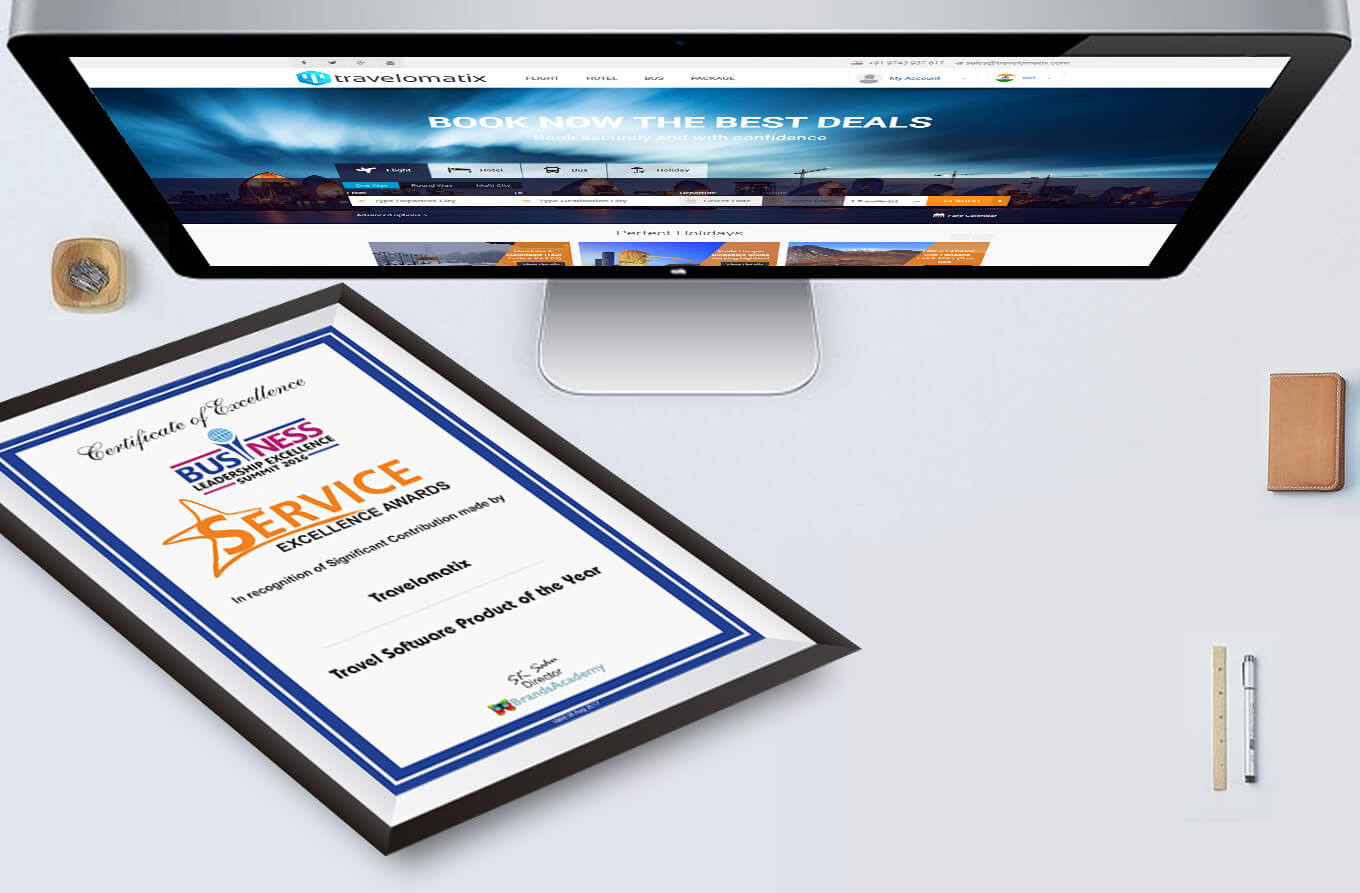 +91 9743 937 617 sales@travelomatix.com
travelomatix FLIGHT HOTEL BUS PACKAGE My Account
BOOK NOW THE BEST DEALS
Book securely and with confidence
Flight Hotel Bus Holiday
One Way Round Way Multi City
Departure
Type Departure City Type Destination City
Advanced options > Fare Calendar
Perfect Holidays
Certificate of Excellence
BUSINESS
LEADERSHIP EXCELLENCE
SUMMIT 2016
SERVICE
EXCELLENCE AWARDS
In recognition of Significant Contribution made by
Travelomatix
Travel Software Product of the Year
Director
BrandsAcademy